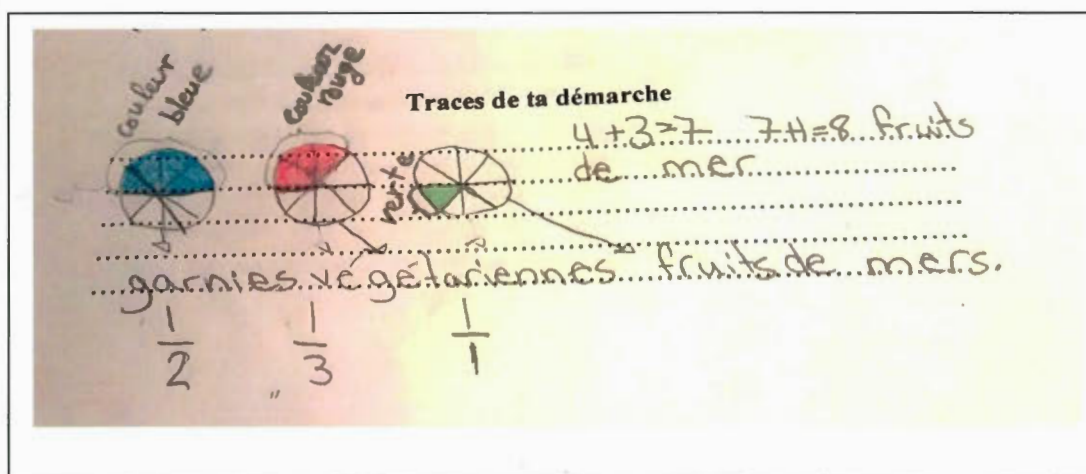 couleur
bleue
couleur
rouge
Traces de ta démarche
4+3=7 7+1=8 fruits
de mer
verte
garnies végétariennes fruits de mers.
1/2 1/3 1/1